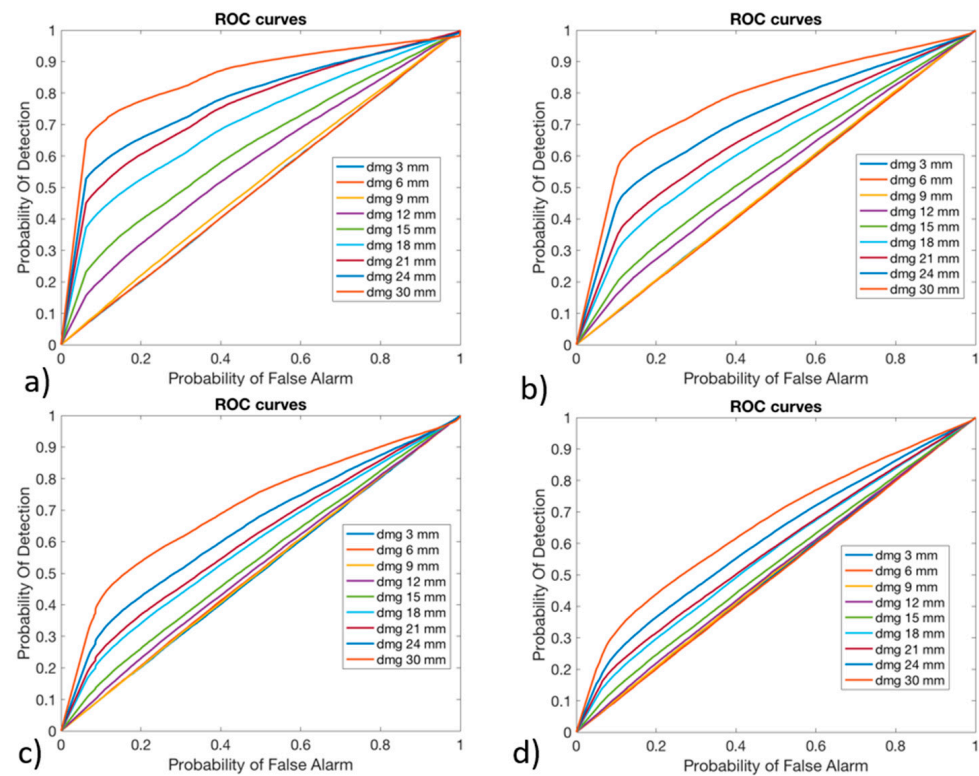 ROC curves
Probability Of Detection
1
0.9
0.8
0.7
0.6
0.5
0.4
0.3
0.2
0.1
0
dmg 3 mm
dmg 6 mm
dmg 9 mm
dmg 12 mm
dmg 15 mm
dmg 18 mm
dmg 21 mm
dmg 24 mm
dmg 30 mm
0 0.2 0.4 0.6 0.8 1
a) Probability of False Alarm
ROC curves
Probability Of Detection
1
0.9
0.8
0.7
0.6
0.5
0.4
0.3
0.2
0.1
0
dmg 3 mm
dmg 6 mm
dmg 9 mm
dmg 12 mm
dmg 15 mm
dmg 18 mm
dmg 21 mm
dmg 24 mm
dmg 30 mm
0 0.2 0.4 0.6 0.8 1
b) Probability of False Alarm
ROC curves
Probability Of Detection
1
0.9
0.8
0.7
0.6
0.5
0.4
0.3
0.2
0.1
0
dmg 3 mm
dmg 6 mm
dmg 9 mm
dmg 12 mm
dmg 15 mm
dmg 18 mm
dmg 21 mm
dmg 24 mm
dmg 30 mm
0 0.2 0.4 0.6 0.8 1
c) Probability of False Alarm
ROC curves
Probability Of Detection
1
0.9
0.8
0.7
0.6
0.5
0.4
0.3
0.2
0.1
0
dmg 3 mm
dmg 6 mm
dmg 9 mm
dmg 12 mm
dmg 15 mm
dmg 18 mm
dmg 21 mm
dmg 24 mm
dmg 30 mm
0 0.2 0.4 0.6 0.8 1
d) Probability of False Alarm